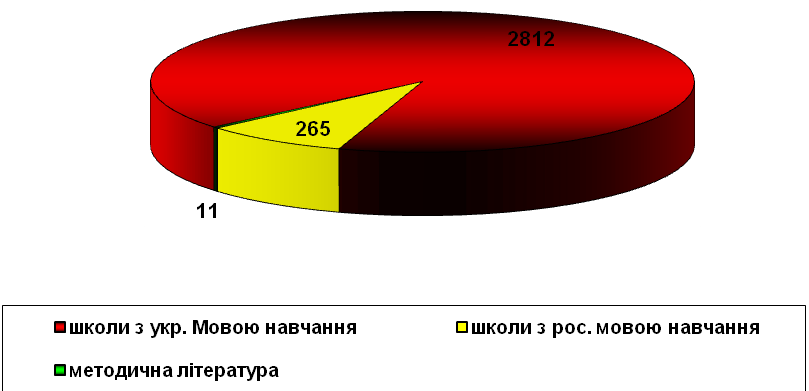 2812
265
11
школи з укр. Мовою навчання
школи з рос. мовою навчання
методична література